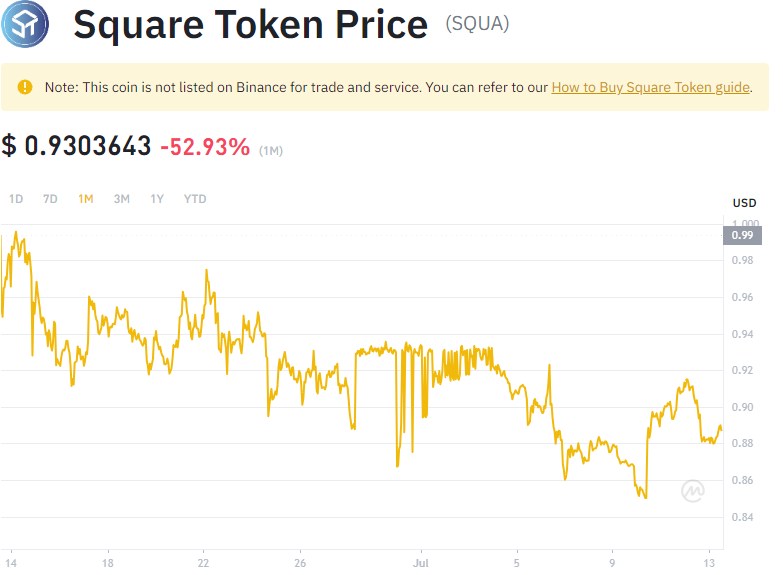 Square Token Price (SQUA)
Note: This coin is not listed on Binance for trade and service. You can refer to our How to Buy Square Token guide.
$ 0.9303643 -52.93% (1M)
1D 7D 1M 3M 1Y YTD
USD
1.000
0.99
0.98
0.96
0.94
0.92
0.90
0.88
0.86
0.84
14 18 22 26 Jul 5 9 13